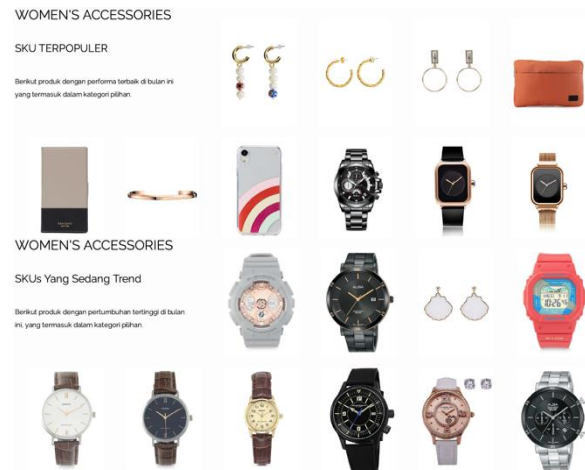 WOMEN'S ACCESSORIES
SKU TERPOPULER
Berikut produk dengan performa terbaik di bulan ini
yang termasuk dalam kategori pilihan.
WOMEN'S ACCESSORIES
SKUs Yang Sedang Trend
Berikut produk dengan pertumbuhan tertinggi di bulan
ini, yang termasuk dalam kategori pilihan.